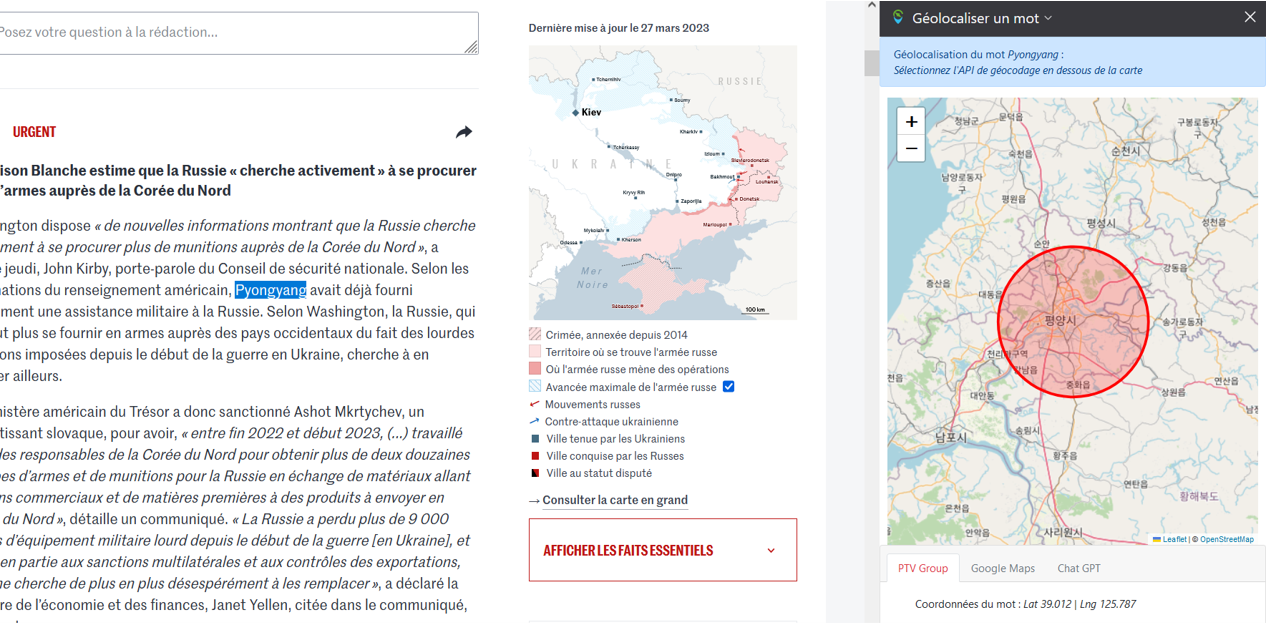 Posez votre question à la rédaction...
URGENT
ison Blanche estime que la Russie « cherche activement » à se procurer
'armes auprès de la Corée du Nord
ngton dispose « de nouvelles informations montrant que la Russie cherche
ment à se procurer plus de munitions auprès de la Corée du Nord », a
e jeudi, John Kirby, porte-parole du Conseil de sécurité nationale. Selon les
nations du renseignement américain, Pyongyang avait déjà fourni
ment une assistance militaire à la Russie. Selon Washington, la Russie, qui
ut plus se fournir en armes auprès des pays occidentaux du fait des lourdes
ons imposées depuis le début de la guerre en Ukraine, cherche à en
er ailleurs.
nistère américain du Trésor a donc sanctionné Ashot Mkrtychev, un
tissant slovaque, pour avoir, « entre fin 2022 et début 2023, (...) travaillé
des responsables de la Corée du Nord pour obtenir plus de deux douzaines
es d'armes et de munitions pour la Russie en échange de matériaux allant
ns commerciaux et de matières premières à des produits à envoyer en
du Nord », détaille un communiqué. « La Russie a perdu plus de 9 000
s d'équipement militaire lourd depuis le début de la guerre [en Ukraine], et
en partie aux sanctions multilatérales et aux contrôles des exportations,
ne cherche de plus en plus désespérément à les remplacer », a déclaré la
re de l'économie et des finances, Janet Yellen, citée dans le communiqué,
Dernière mise à jour le 27 mars 2023
RUSSIE
Tchernihiv
Soumy
Kiev
Kharkiv
Tcherkassy
Izioum
Sievierodonetsk
UKRAINE
Dnipro
Bakhmout
Louhansk
Kryvy Rih
Zaporijia
Donetsk
Marioupol
Mykolaïv
Odessa
Kherson
Mer
Noire
Sébastopol
100 km
Crimée, annexée depuis 2014
Territoire où se trouve l'armée russe
Où l'armée russe mène des opérations
Avancée maximale de l'armée russe
Mouvements russes
Contre-attaque ukrainienne
Ville tenue par les Ukrainiens
Ville conquise par les Russes
Ville au statut disputé
→ Consulter la carte en grand
AFFICHER LES FAITS ESSENTIELS
Géolocaliser un mot
Géolocalisation du mot Pyongyang :
Sélectionnez l'API de géocodage en dessous de la carte
+
−
청남군
문덕읍
구봉로동자
구
숙천읍
순천시
남양로동자
구
평원읍
평성시
성천읍
순안
강동읍
증산읍
대동읍
평양시
송가로동자
구
천리마구역
강남읍
중화읍
연산읍
상원읍
대안동
송림시
남포시
황주읍
연탄읍
황해북도
은천읍
안악읍
사리원시
Leaflet | © OpenStreetMap
PTV Group
Google Maps
Chat GPT
Coordonnées du mot : Lat 39.012 | Lng 125.787